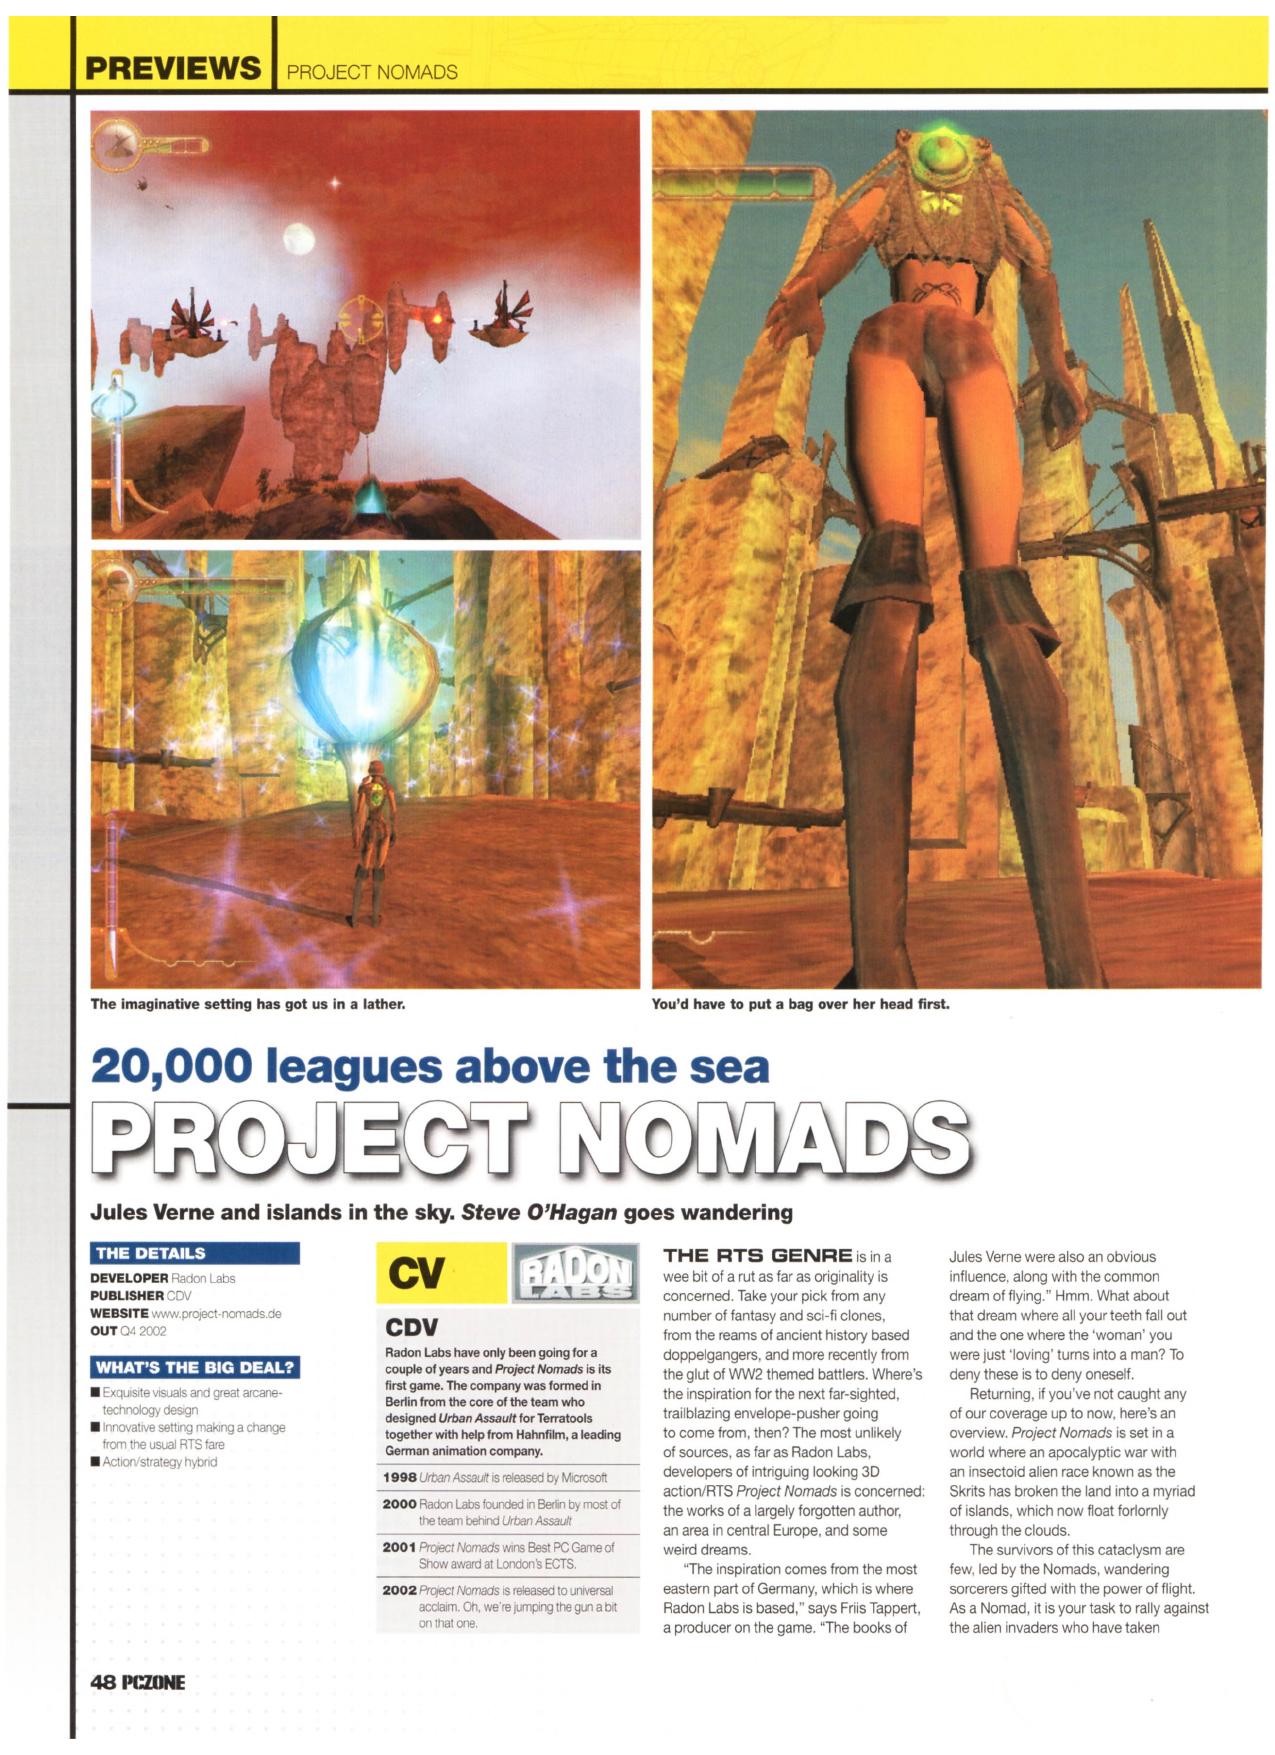 PREVIEWS
PROJECT NOMADS
The imaginative setting has got us in a lather.
You'd have to put a bag over her head first.
20,000 leagues above the sea
PROJECT NOMADS
Jules Verne and islands in the sky. Steve O'Hagan goes wandering
THE DETAILS
DEVELOPER Radon Labs
PUBLISHER CDV
WEBSITE www.project-nomads.de
OUT Q4 2002
WHAT'S THE BIG DEAL?
■ Exquisite visuals and great arcane-
technology design
■ Innovative setting making a change
from the usual RTS fare
■ Action/strategy hybrid
CV
RADON
LABS
CDV
Radon Labs have only been going for a
couple of years and Project Nomads is its
first game. The company was formed in
Berlin from the core of the team who
designed Urban Assault for Terratools
together with help from Hahnfilm, a leading
German animation company.
1998 Urban Assault is released by Microsoft
2000 Radon Labs founded in Berlin by most of
the team behind Urban Assault
2001 Project Nomads wins Best PC Game of
Show award at London's ECTS.
2002 Project Nomads is released to universal
acclaim. Oh, we're jumping the gun a bit
on that one.
THE RTS GENRE is in a
wee bit of a rut as far as originality is
concerned. Take your pick from any
number of fantasy and sci-fi clones,
from the reams of ancient history based
doppelgangers, and more recently from
the glut of WW2 themed battlers. Where's
the inspiration for the next far-sighted,
trailblazing envelope-pusher going
to come from, then? The most unlikely
of sources, as far as Radon Labs,
developers of intriguing looking 3D
action/RTS Project Nomads is concerned:
the works of a largely forgotten author,
an area in central Europe, and some
weird dreams.
"The inspiration comes from the most
eastern part of Germany, which is where
Radon Labs is based," says Friis Tappert,
a producer on the game. "The books of
Jules Verne were also an obvious
influence, along with the common
dream of flying." Hmm. What about
that dream where all your teeth fall out
and the one where the 'woman' you
were just 'loving' turns into a man? To
deny these is to deny oneself.
Returning, if you've not caught any
of our coverage up to now, here's an
overview. Project Nomads is set in a
world where an apocalyptic war with
an insectoid alien race known as the
Skrits has broken the land into a myriad
of islands, which now float forlornly
through the clouds.
The survivors of this cataclysm are
few, led by the Nomads, wandering
sorcerers gifted with the power of flight.
As a Nomad, it is your task to rally against
the alien invaders who have taken
48 PCZONE